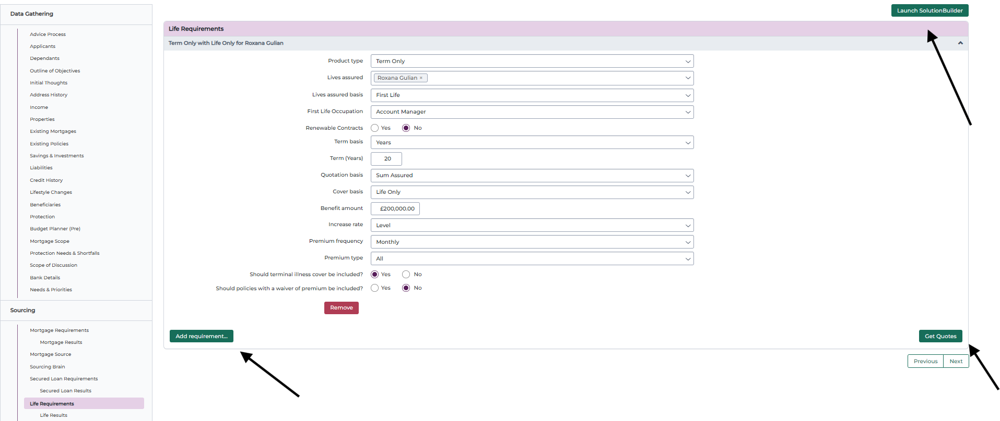 Data Gathering
Advice Process
Applicants
Dependants
Outline of Objectives
Initial Thoughts
Address History
Income
Properties
Existing Mortgages
Existing Policies
Savings & Investments
Liabilities
Credit History
Lifestyle Changes
Beneficiaries
Protection
Budget Planner (Pre)
Mortgage Scope
Protection Needs & Shortfalls
Scope of Discussion
Bank Details
Needs & Priorities
Sourcing
Mortgage Requirements
Mortgage Results
Mortgage Source
Sourcing Brain
Secured Loan Requirements
Secured Loan Results
Life Requirements
Life Results
Launch SolutionBuilder
Life Requirements
Term Only with Life Only for Roxana Gulian
Product type Term Only
Lives assured Roxana Gulian ×
Lives assured basis First Life
First Life Occupation Account Manager
Renewable Contracts Yes No
Term basis Years
Term (Years) 20
Quotation basis Sum Assured
Cover basis Life Only
Benefit amount £200,000.00
Increase rate Level
Premium frequency Monthly
Premium type All
Should terminal illness cover be included? Yes No
Should policies with a waiver of premium be included? Yes No
Remove
Add requirement... Get Quotes
Previous Next